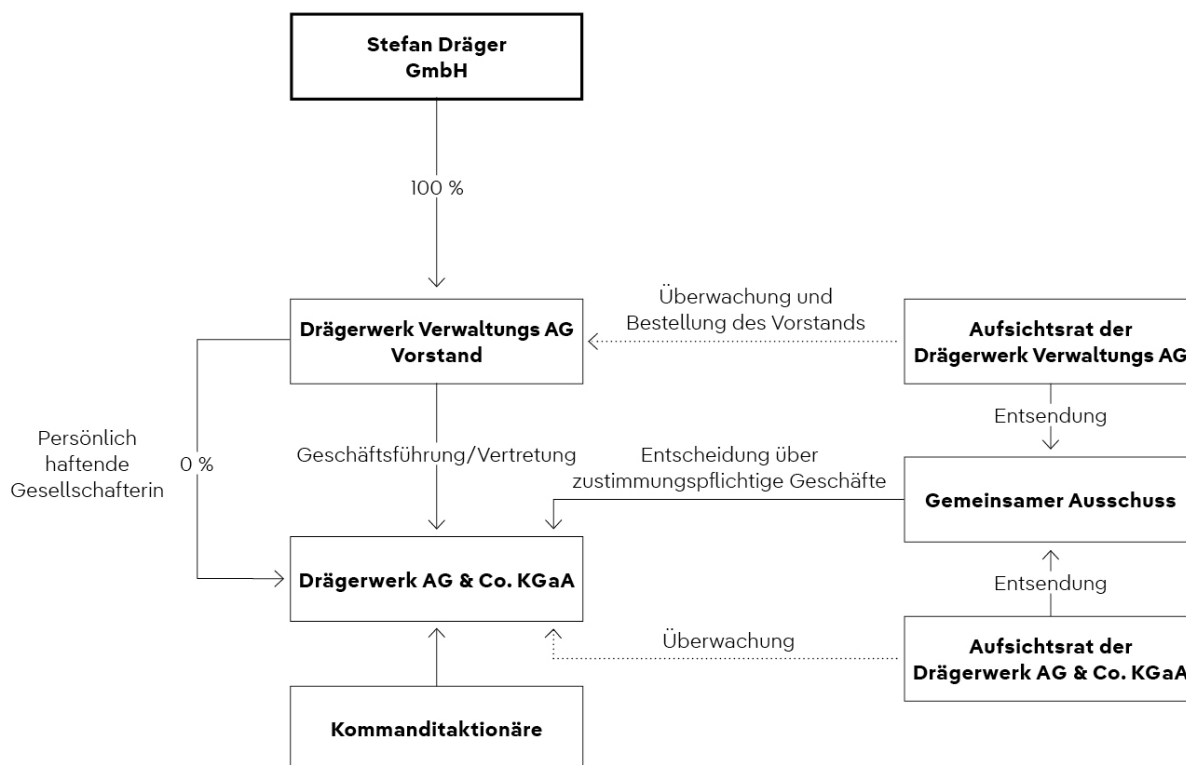 Stefan Dräger
GmbH
100 %
Drägerwerk Verwaltungs AG
Vorstand
Überwachung und
Bestellung des Vorstands
Aufsichtsrat der
Drägerwerk Verwaltungs AG
Entsendung
Persönlich
haftende
Gesellschafterin
0 %
Geschäftsführung/Vertretung
Entscheidung über
zustimmungspflichtige Geschäfte
Gemeinsamer Ausschuss
Drägerwerk AG & Co. KGaA
Entsendung
Überwachung
Aufsichtsrat der
Drägerwerk AG & Co. KGaA
Kommanditaktionäre